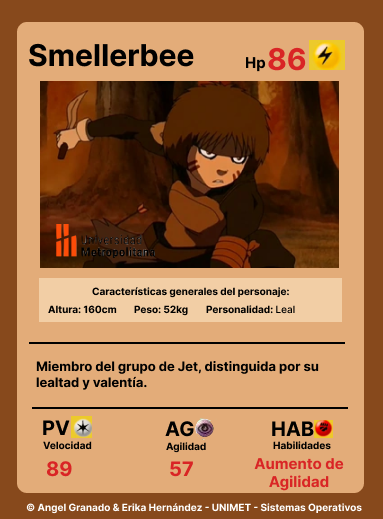 Smellerbee
Hp 86
Universidad
Metropolitana
Características generales del personaje:
Altura: 160cm Peso: 52kg Personalidad: Leal
Miembro del grupo de Jet, distinguida por su
lealtad y valentía.
PV AG HAB
Velocidad Agilidad Habilidades
89 57 Aumento de
Agilidad
© Angel Granado & Erika Hernández - UNIMET - Sistemas Operativos